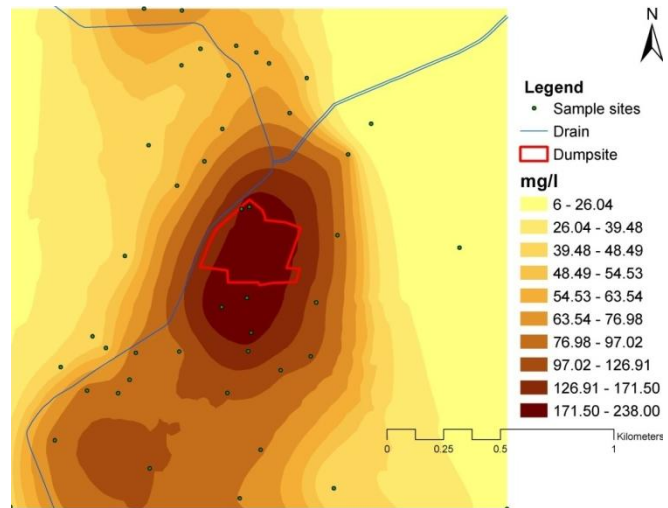 N
Legend
Sample sites
Drain
Dumpsite
mg/l
6 - 26.04
26.04 - 39.48
39.48 - 48.49
48.49 - 54.53
54.53 - 63.54
63.54 - 76.98
76.98 - 97.02
97.02 - 126.91
126.91 - 171.50
171.50 - 238.00
Kilometers
0 0.25 0.5 1